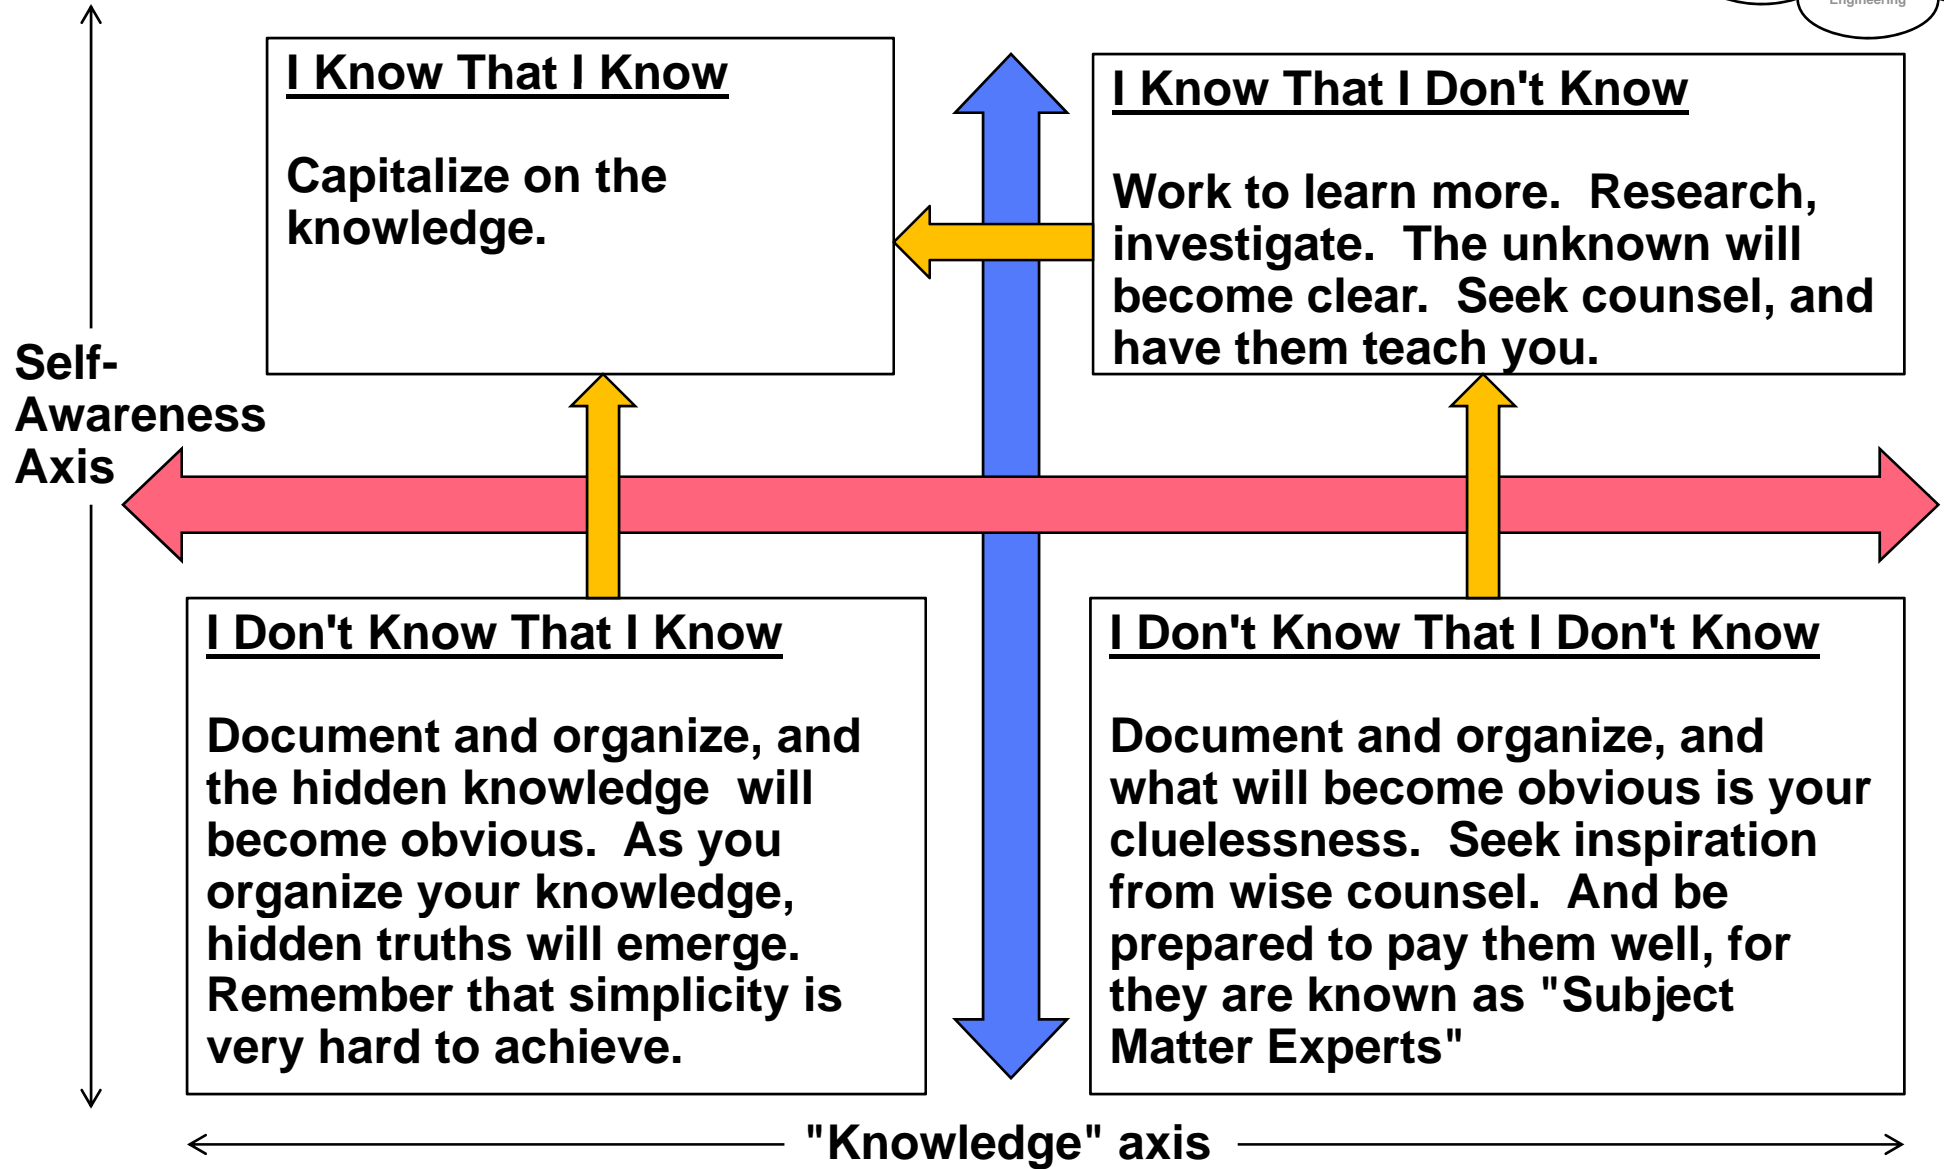 Engineering
I Know That I Know
Capitalize on the
knowledge.
I Know That I Don't Know
Work to learn more.  Research,
investigate.  The unknown will
become clear.  Seek counsel, and
have them teach you.
Self-
Awareness
Axis
I Don't Know That I Know
Document and organize, and
the hidden knowledge  will
become obvious.  As you
organize your knowledge,
hidden truths will emerge.
Remember that simplicity is
very hard to achieve.
I Don't Know That I Don't Know
Document and organize, and
what will become obvious is your
cluelessness.  Seek inspiration
from wise counsel.  And be
prepared to pay them well, for
they are known as "Subject
Matter Experts"
"Knowledge" axis